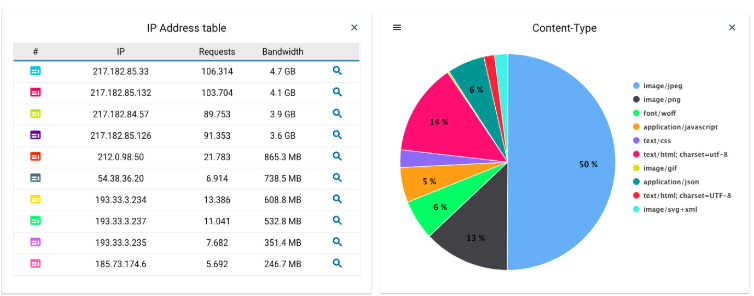 IP Address table
# IP Requests Bandwidth
217.182.85.33 106.314 4.7 GB
217.182.85.132 103.704 4.1 GB
217.182.84.57 89.753 3.9 GB
217.182.85.126 91.353 3.6 GB
212.0.98.50 21.783 865.3 MB
54.38.36.20 6.914 738.5 MB
193.33.3.234 13.386 608.8 MB
193.33.3.237 11.041 532.8 MB
193.33.3.235 7.682 351.4 MB
185.73.174.6 5.692 246.7 MB
Content-Type
6 %
14 %
50 %
5 %
6 %
13 %
image/jpeg
image/png
font/woff
application/javascript
text/css
text/html; charset=utf-8
image/gif
application/json
text/html; charset=UTF-8
image/svg+xml